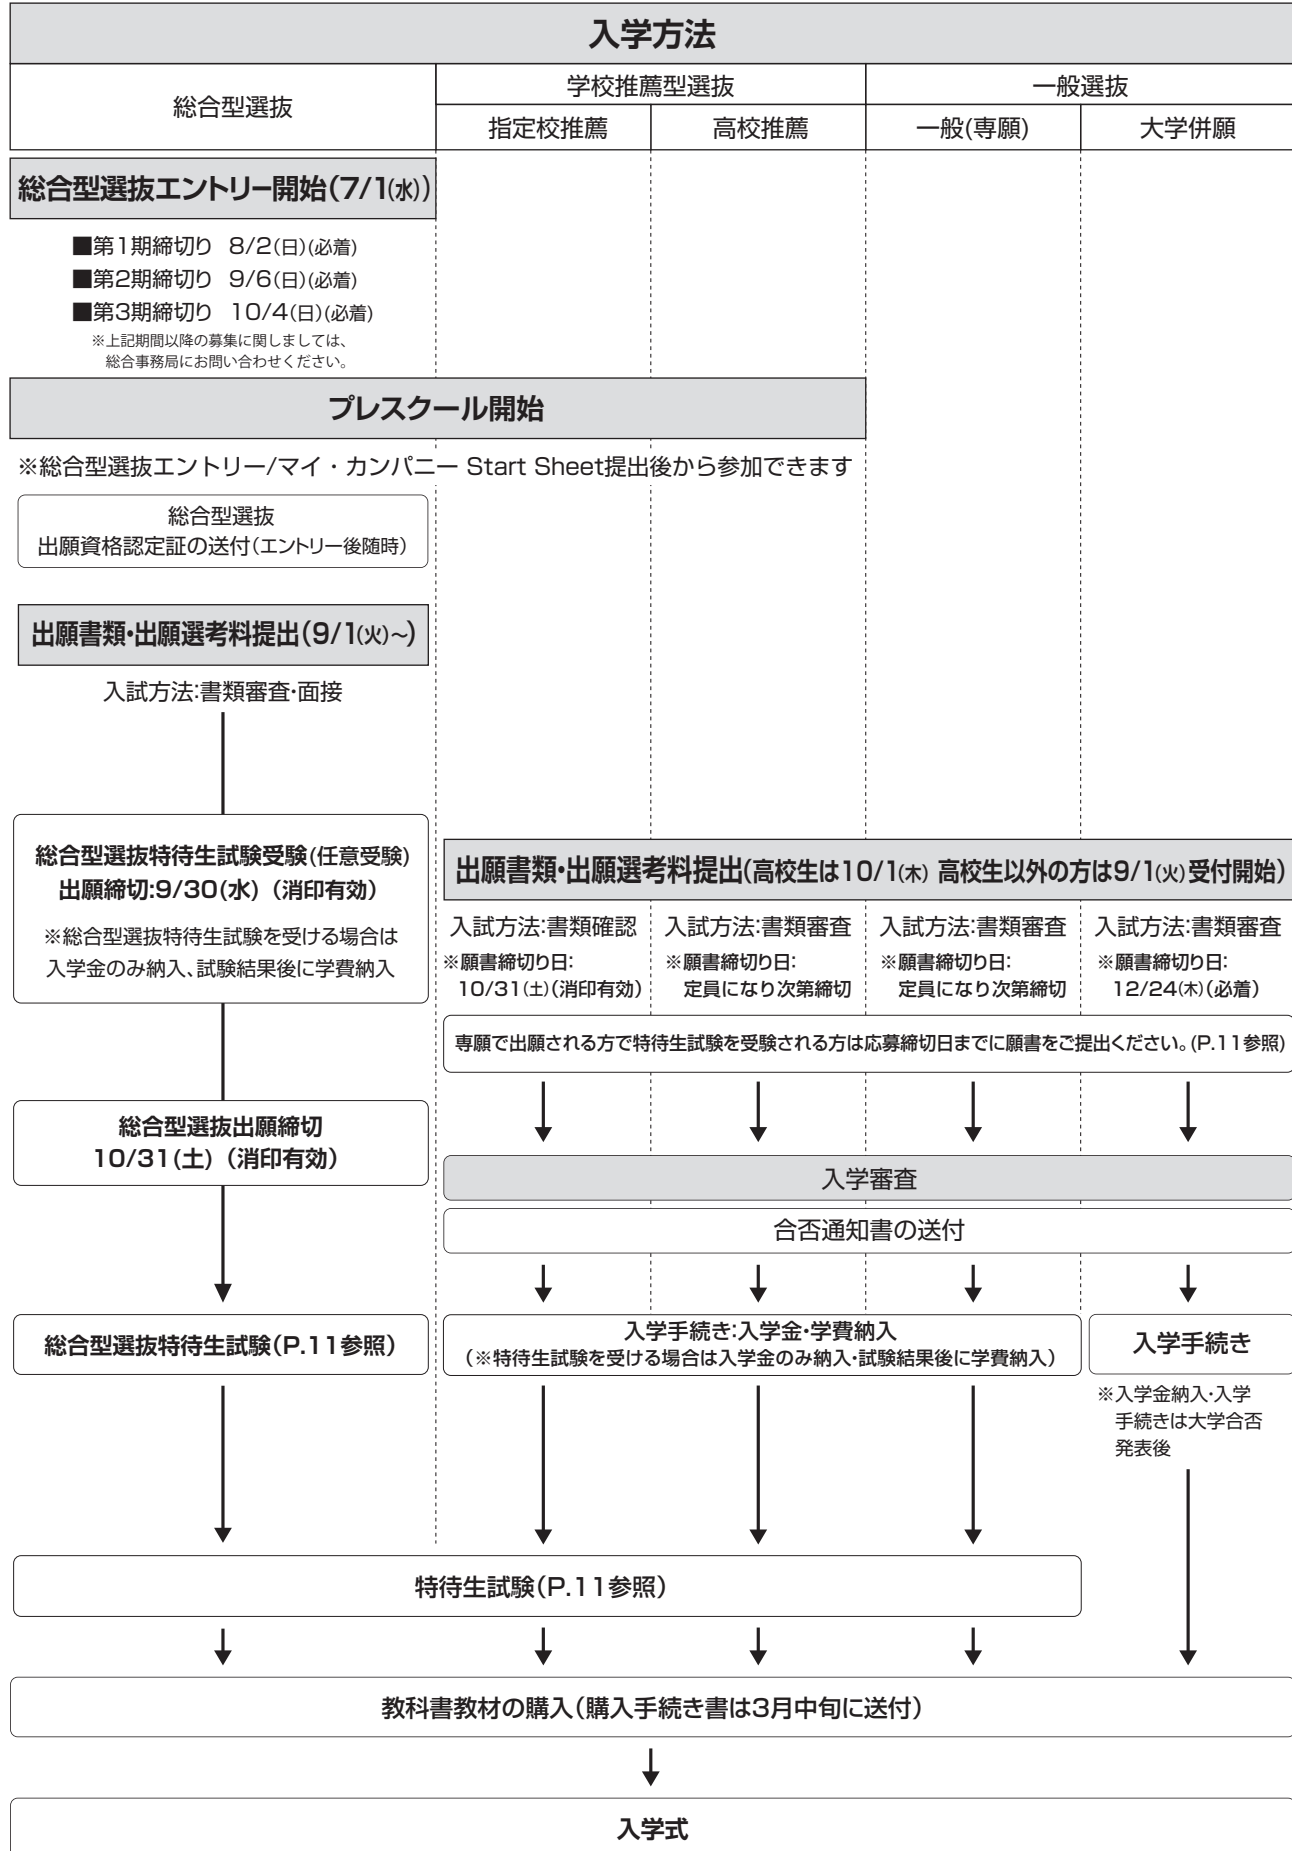 入学方法
総合型選抜
学校推薦型選抜
一般選抜
指定校推薦
高校推薦
一般(専願)
大学併願
総合型選抜エントリー開始(7/1(水))
■第1期締切り 8/2(日)(必着)
■第2期締切り 9/6(日)(必着)
■第3期締切り 10/4(日)(必着)
※上記期間以降の募集に関しましては、
総合事務局にお問い合わせください。
プレスクール開始
※総合型選抜エントリー/マイ・カンパニー Start Sheet提出後から参加できます
総合型選抜
出願資格認定証の送付(エントリー後随時)
出願書類・出願選考料提出(9/1(火)~)
入試方法:書類審査・面接
総合型選抜特待生試験受験(任意受験)
出願締切:9/30(水)(消印有効)
※総合型選抜特待生試験を受ける場合は
入学金のみ納入、試験結果後に学費納入
出願書類・出願選考料提出(高校生は10/1(木) 高校生以外の方は9/1(火)受付開始)
入試方法:書類確認
※願書締切り日:
10/31(土)(消印有効)
入試方法:書類審査
※願書締切り日:
定員になり次第締切
入試方法:書類審査
※願書締切り日:
定員になり次第締切
入試方法:書類審査
※願書締切り日:
12/24(木)(必着)
専願で出願される方で特待生試験を受験される方は応募締切日までに願書をご提出ください。(P.11参照)
総合型選抜出願締切
10/31(土)(消印有効)
入学審査
合否通知書の送付
総合型選抜特待生試験(P.11参照)
入学手続き:入学金・学費納入
(※特待生試験を受ける場合は入学金のみ納入・試験結果後に学費納入)
入学手続き
※入学金納入・入学
手続きは大学合否
発表後
特待生試験(P.11参照)
教科書教材の購入(購入手続き書は3月中旬に送付)
入学式